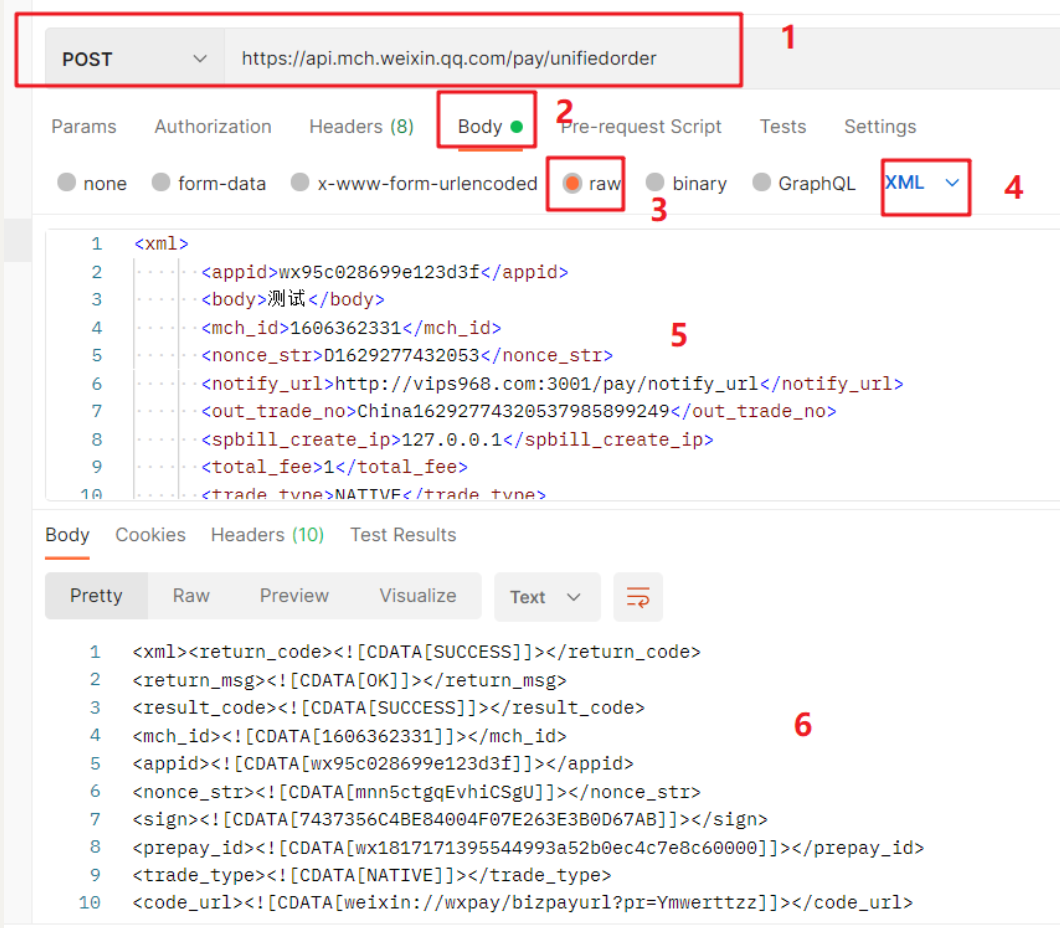 POST https://api.mch.weixin.qq.com/pay/unifiedorder 1
Params Authorization Headers (8) Body 2 Pre-request Script Tests Settings
none form-data x-www-form-urlencoded raw binary GraphQL XML 4
3
1 <xml>
2 <appid>wx95c028699e123d3f</appid>
3 <body>测试</body>
4 <mch_id>1606362331</mch_id>
5 <nonce_str>D1629277432053</nonce_str>
6 <notify_url>http://vips968.com:3001/pay/notify_url</notify_url>
7 <out_trade_no>China16292774320537985899249</out_trade_no>
8 <spbill_create_ip>127.0.0.1</spbill_create_ip>
9 <total_fee>1</total_fee>
10 <trade_type>NATIVE</trade_type>
5
Body Cookies Headers (10) Test Results
Pretty Raw Preview Visualize Text
1 <xml><return_code><![CDATA[SUCCESS]]></return_code>
2 <return_msg><![CDATA[OK]]></return_msg>
3 <result_code><![CDATA[SUCCESS]]></result_code>
4 <mch_id><![CDATA[1606362331]]></mch_id>
5 <appid><![CDATA[wx95c028699e123d3f]]></appid>
6 <nonce_str><![CDATA[mnn5ctgqEvhiCSgU]]></nonce_str>
7 <sign><![CDATA[7437356C4BE84004F07E263E3B0D67AB]]></sign>
8 <prepay_id><![CDATA[wx1817171395544993a52b0ec4c7e8c60000]]></prepay_id>
9 <trade_type><![CDATA[NATIVE]]></trade_type>
10 <code_url><![CDATA[weixin://wxpay/bizpayurl?pr=Ymwerttzz]]></code_url>
6